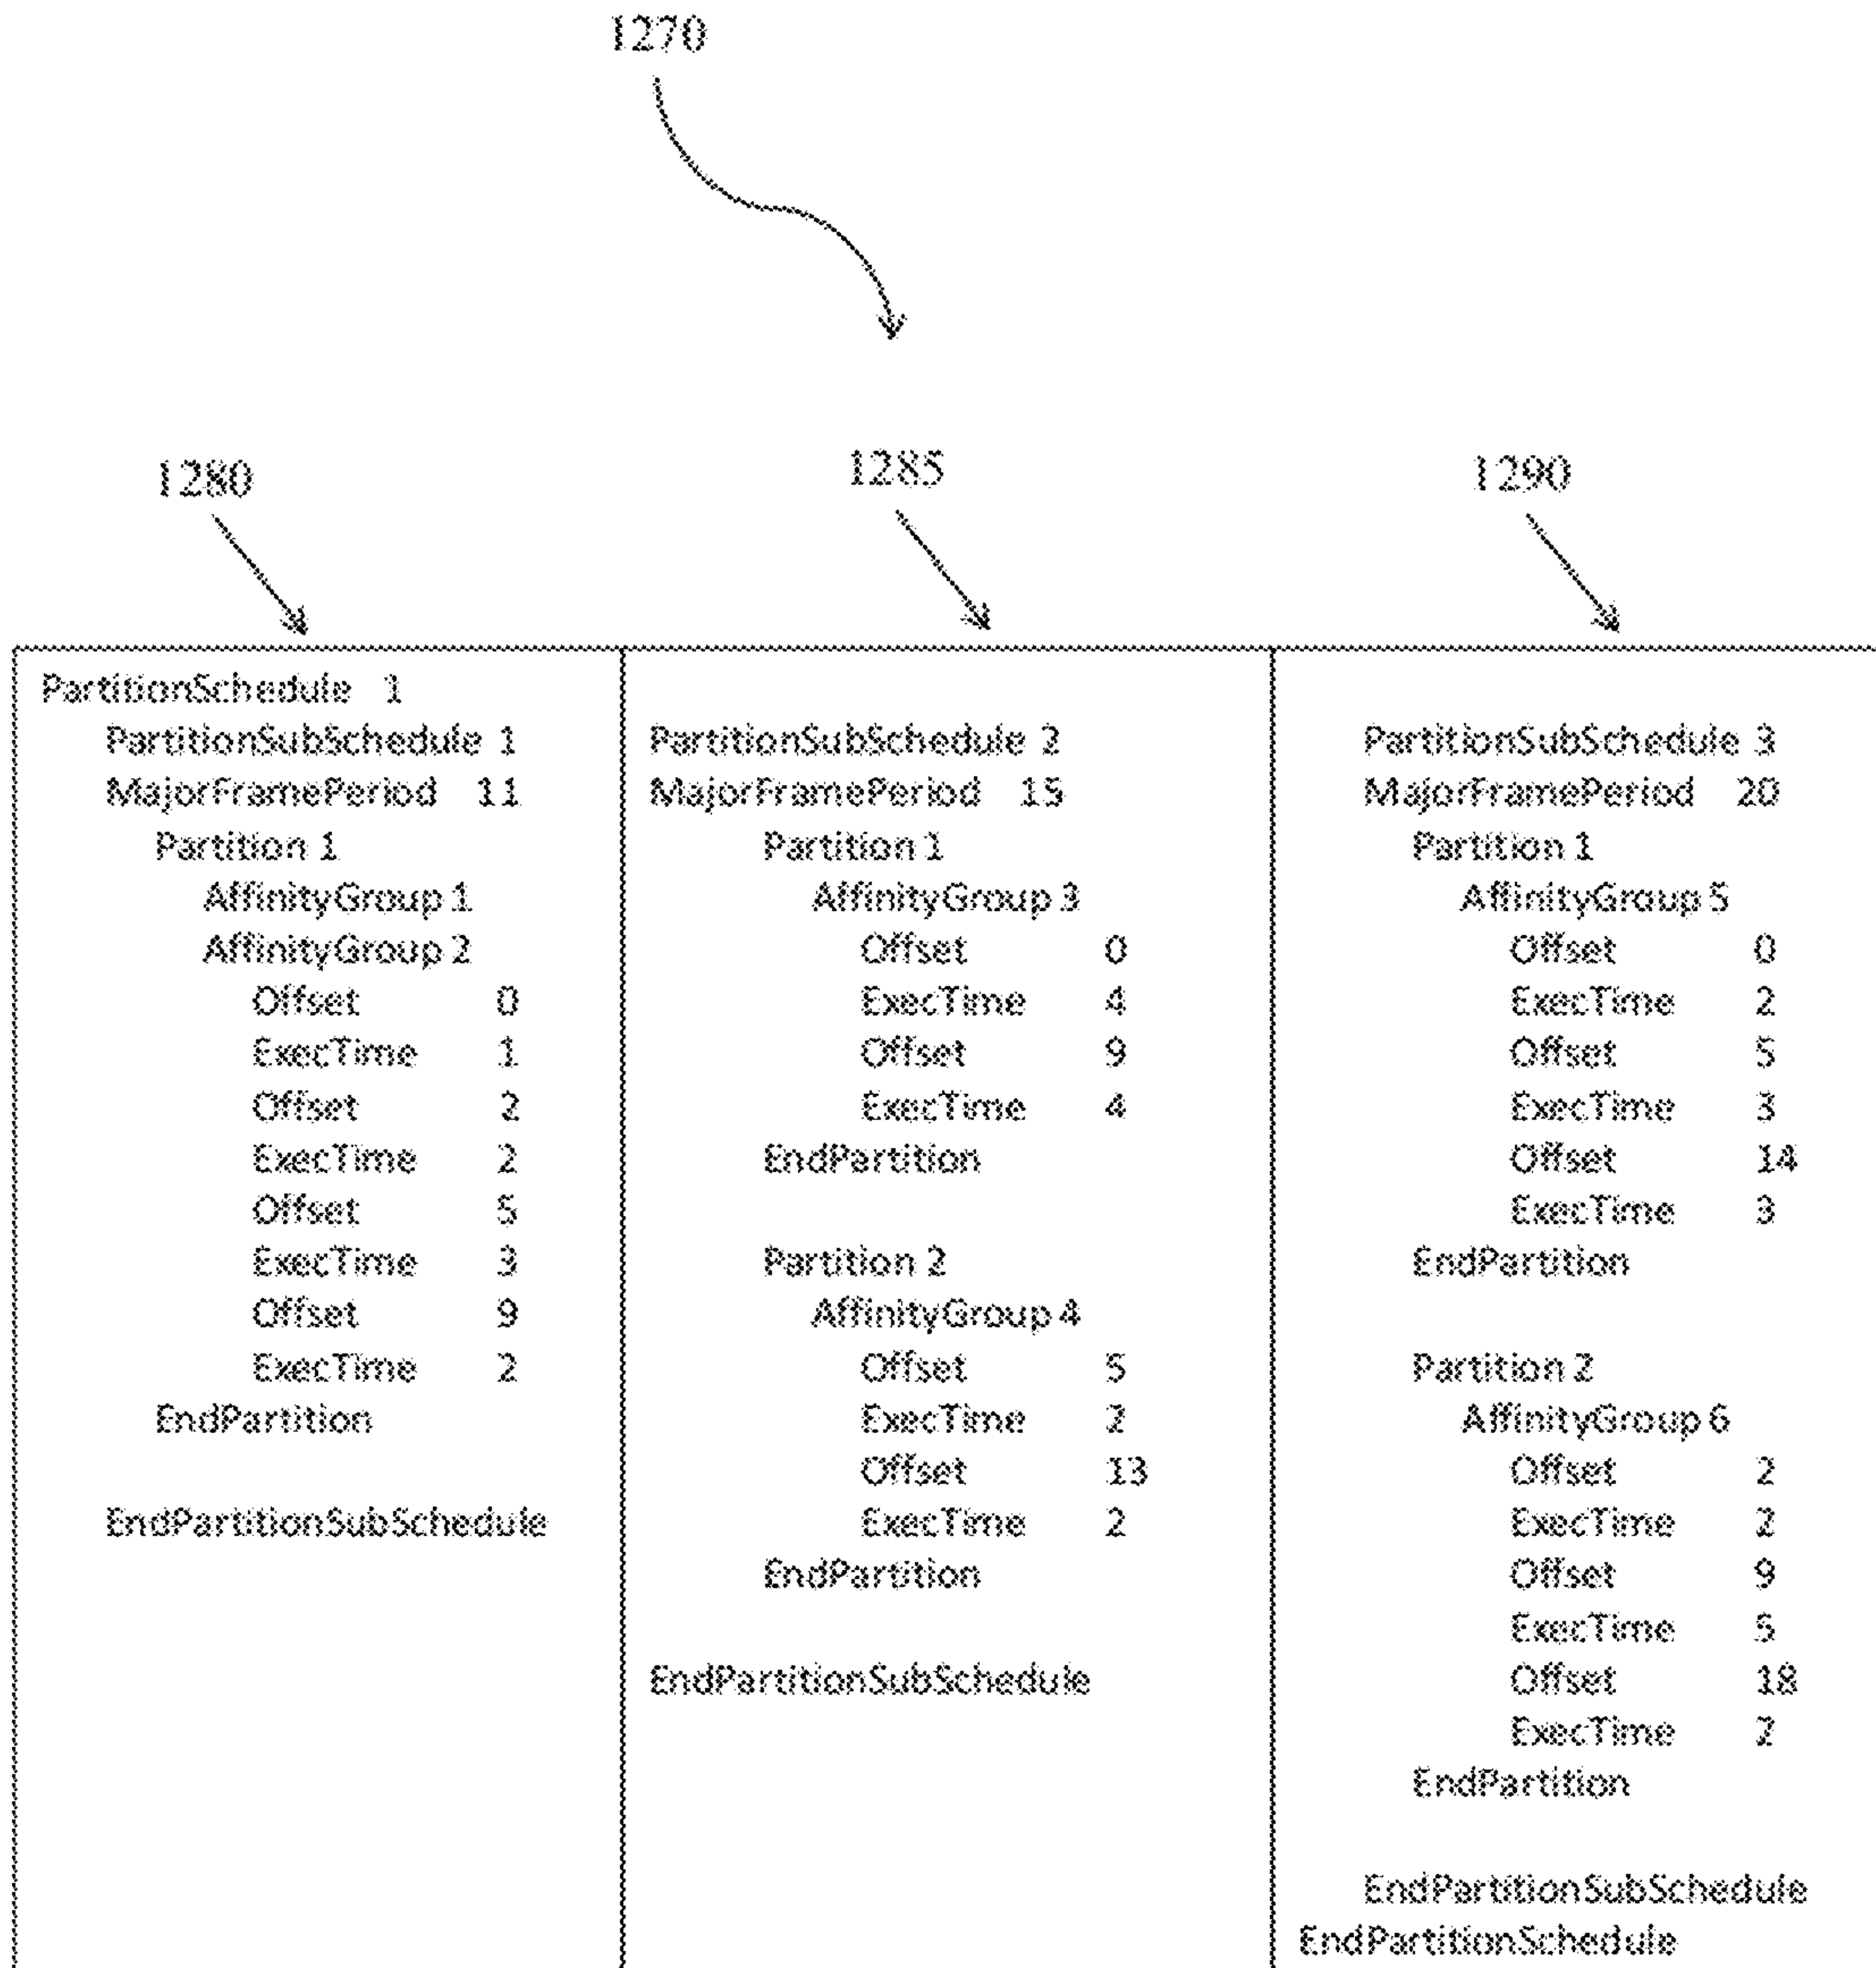 1270
1280
1285
1290
PartitionSchedule 1
PartitionSubSchedule 1
MajorFramePeriod 11
Partition 1
AffinityGroup 1
AffinityGroup 2
Offset 0
ExecTime 1
Offset 2
ExecTime 2
Offset 5
ExecTime 3
Offset 9
ExecTime 2
EndPartition
EndPartitionSubSchedule
PartitionSubSchedule 2
MajorFramePeriod 15
Partition 1
AffinityGroup 3
Offset 0
ExecTime 4
Offset 9
ExecTime 4
EndPartition
Partition 2
AffinityGroup 4
Offset 5
ExecTime 2
Offset 13
ExecTime 2
EndPartition
EndPartitionSubSchedule
PartitionSubSchedule 3
MajorFramePeriod 20
Partition 1
AffinityGroup 5
Offset 0
ExecTime 2
Offset 5
ExecTime 3
Offset 14
ExecTime 3
EndPartition
Partition 2
AffinityGroup 6
Offset 2
ExecTime 2
Offset 9
ExecTime 5
Offset 18
ExecTime 2
EndPartition
EndPartitionSubSchedule
EndPartitionSchedule